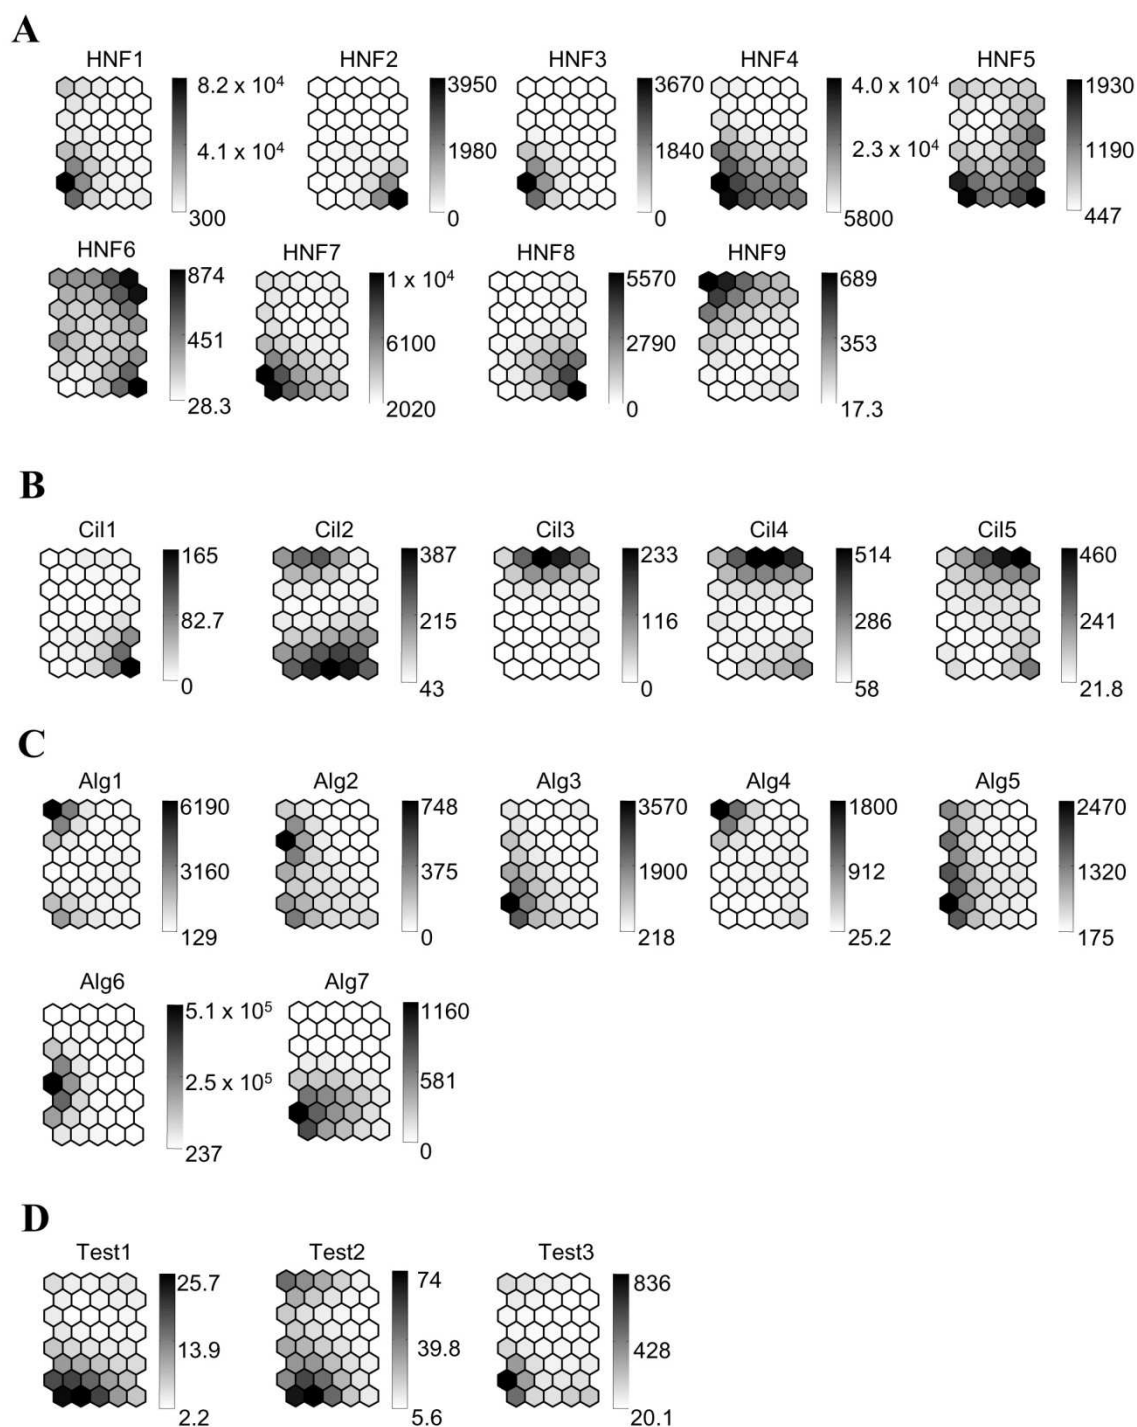 A
HNF1 HNF2 HNF3 HNF4 HNF5
8.2 x 10⁴ 3950 3670 4.0 x 10⁴ 1930
4.1 x 10⁴ 1980 1840 2.3 x 10⁴ 1190
300 0 0 5800 447
HNF6 HNF7 HNF8 HNF9
874 1 x 10⁴ 5570 689
451 6100 2790 353
28.3 2020 0 17.3
B
Cil1 Cil2 Cil3 Cil4 Cil5
165 387 233 514 460
82.7 215 116 286 241
0 43 0 58 21.8
C
Alg1 Alg2 Alg3 Alg4 Alg5
6190 748 3570 1800 2470
3160 375 1900 912 1320
129 0 218 25.2 175
Alg6 Alg7
5.1 x 10⁵ 1160
2.5 x 10⁵ 581
237 0
D
Test1 Test2 Test3
25.7 74 836
13.9 39.8 428
2.2 5.6 20.1